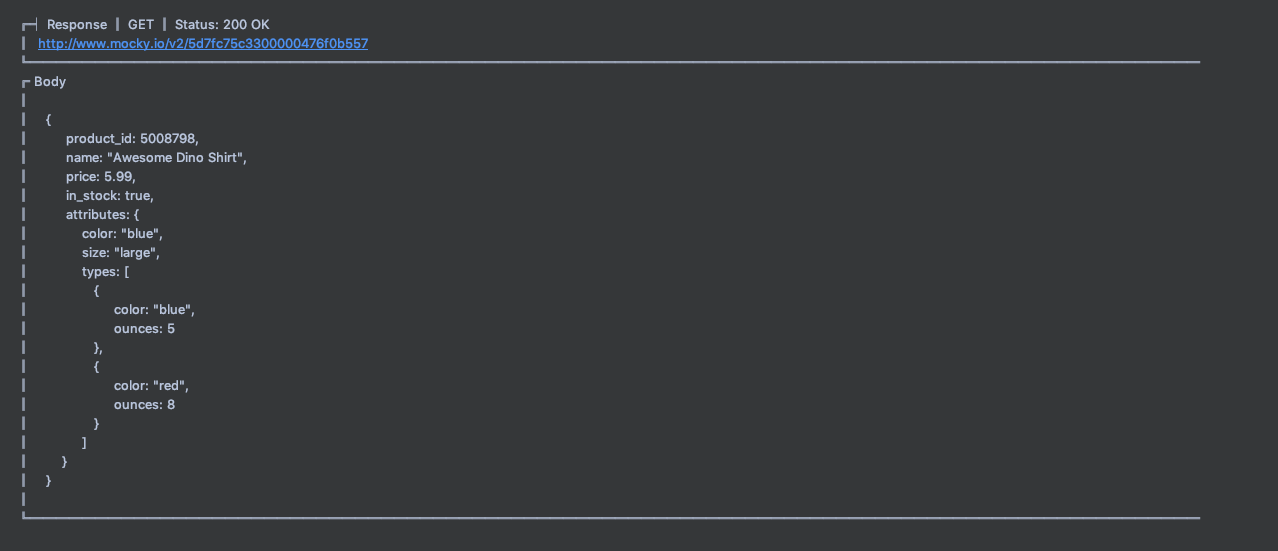 Response ║ GET ║ Status: 200 OK
http://www.mocky.io/v2/5d7fc75c3300000476f0b557
Body
{
product_id: 5008798,
name: "Awesome Dino Shirt",
price: 5.99,
in_stock: true,
attributes: {
color: "blue",
size: "large",
types: [
{
color: "blue",
ounces: 5
},
{
color: "red",
ounces: 8
}
]
}
}